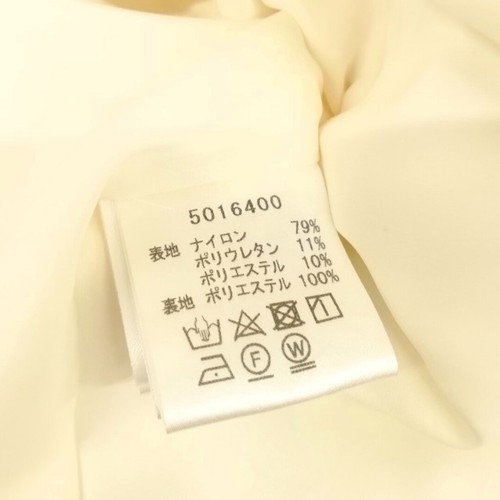 5016400
表地 ナイロン 79%
ポリウレタン 11%
ポリエステル 10%
裏地 ポリエステル 100%
F W